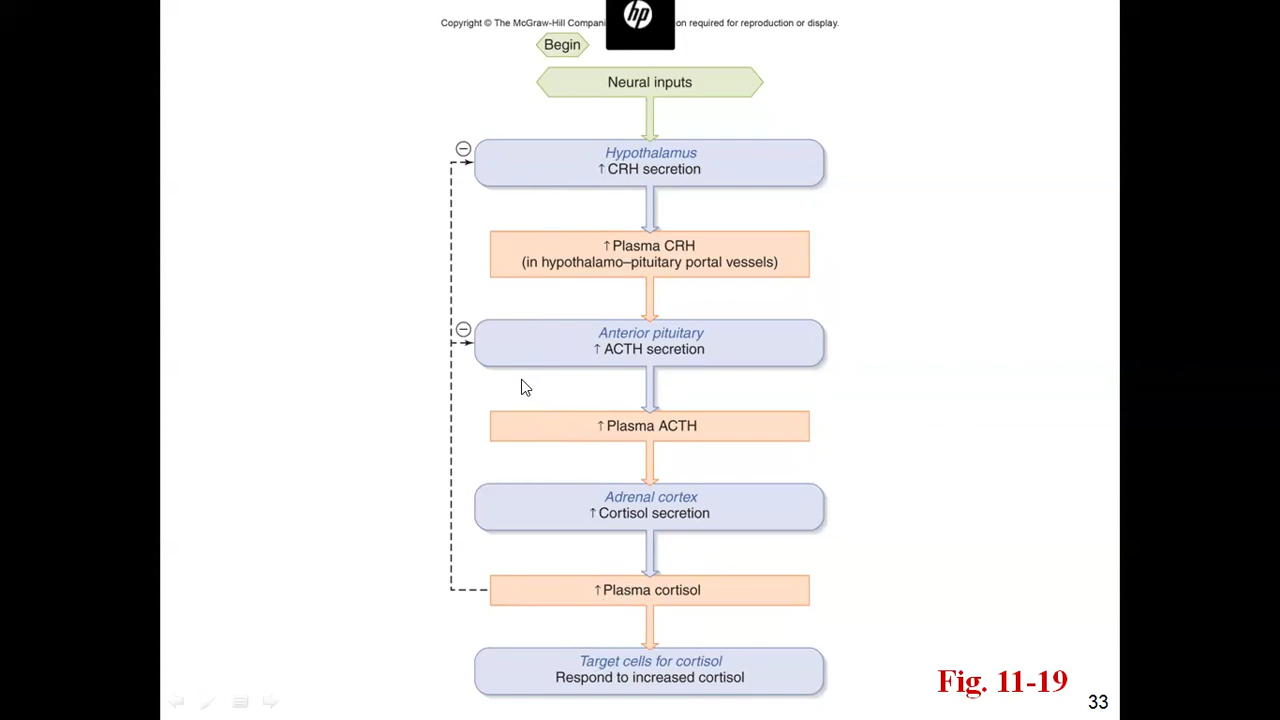 Copyright © The McGraw-Hill Compani on required for reproduction or display.
hp
Begin
Neural inputs
Hypothalamus
↑ CRH secretion
↑ Plasma CRH
(in hypothalamo–pituitary portal vessels)
Anterior pituitary
↑ ACTH secretion
↑ Plasma ACTH
Adrenal cortex
↑ Cortisol secretion
↑ Plasma cortisol
Target cells for cortisol
Respond to increased cortisol
Fig. 11-19
33